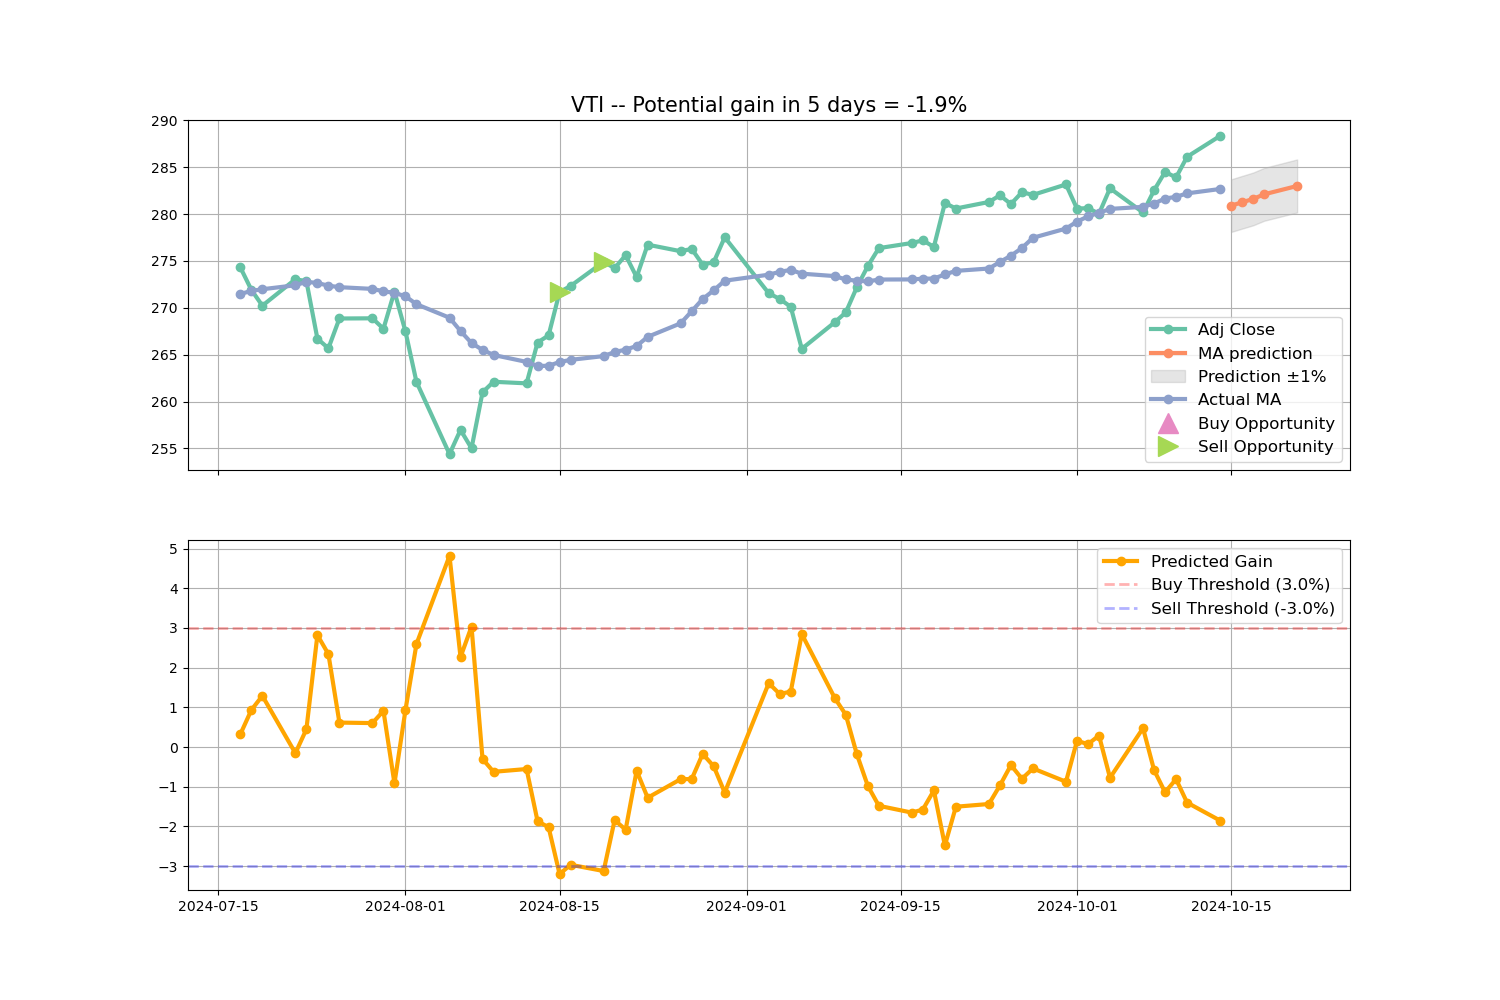 VTI -- Potential gain in 5 days = -1.9%
290
285
280
275
270
265
260
255
Adj Close
MA prediction
Prediction ±1%
Actual MA
Buy Opportunity
Sell Opportunity
5
4
3
2
1
0
−1
−2
−3
Predicted Gain
Buy Threshold (3.0%)
Sell Threshold (-3.0%)
2024-07-15 2024-08-01 2024-08-15 2024-09-01 2024-09-15 2024-10-01 2024-10-15